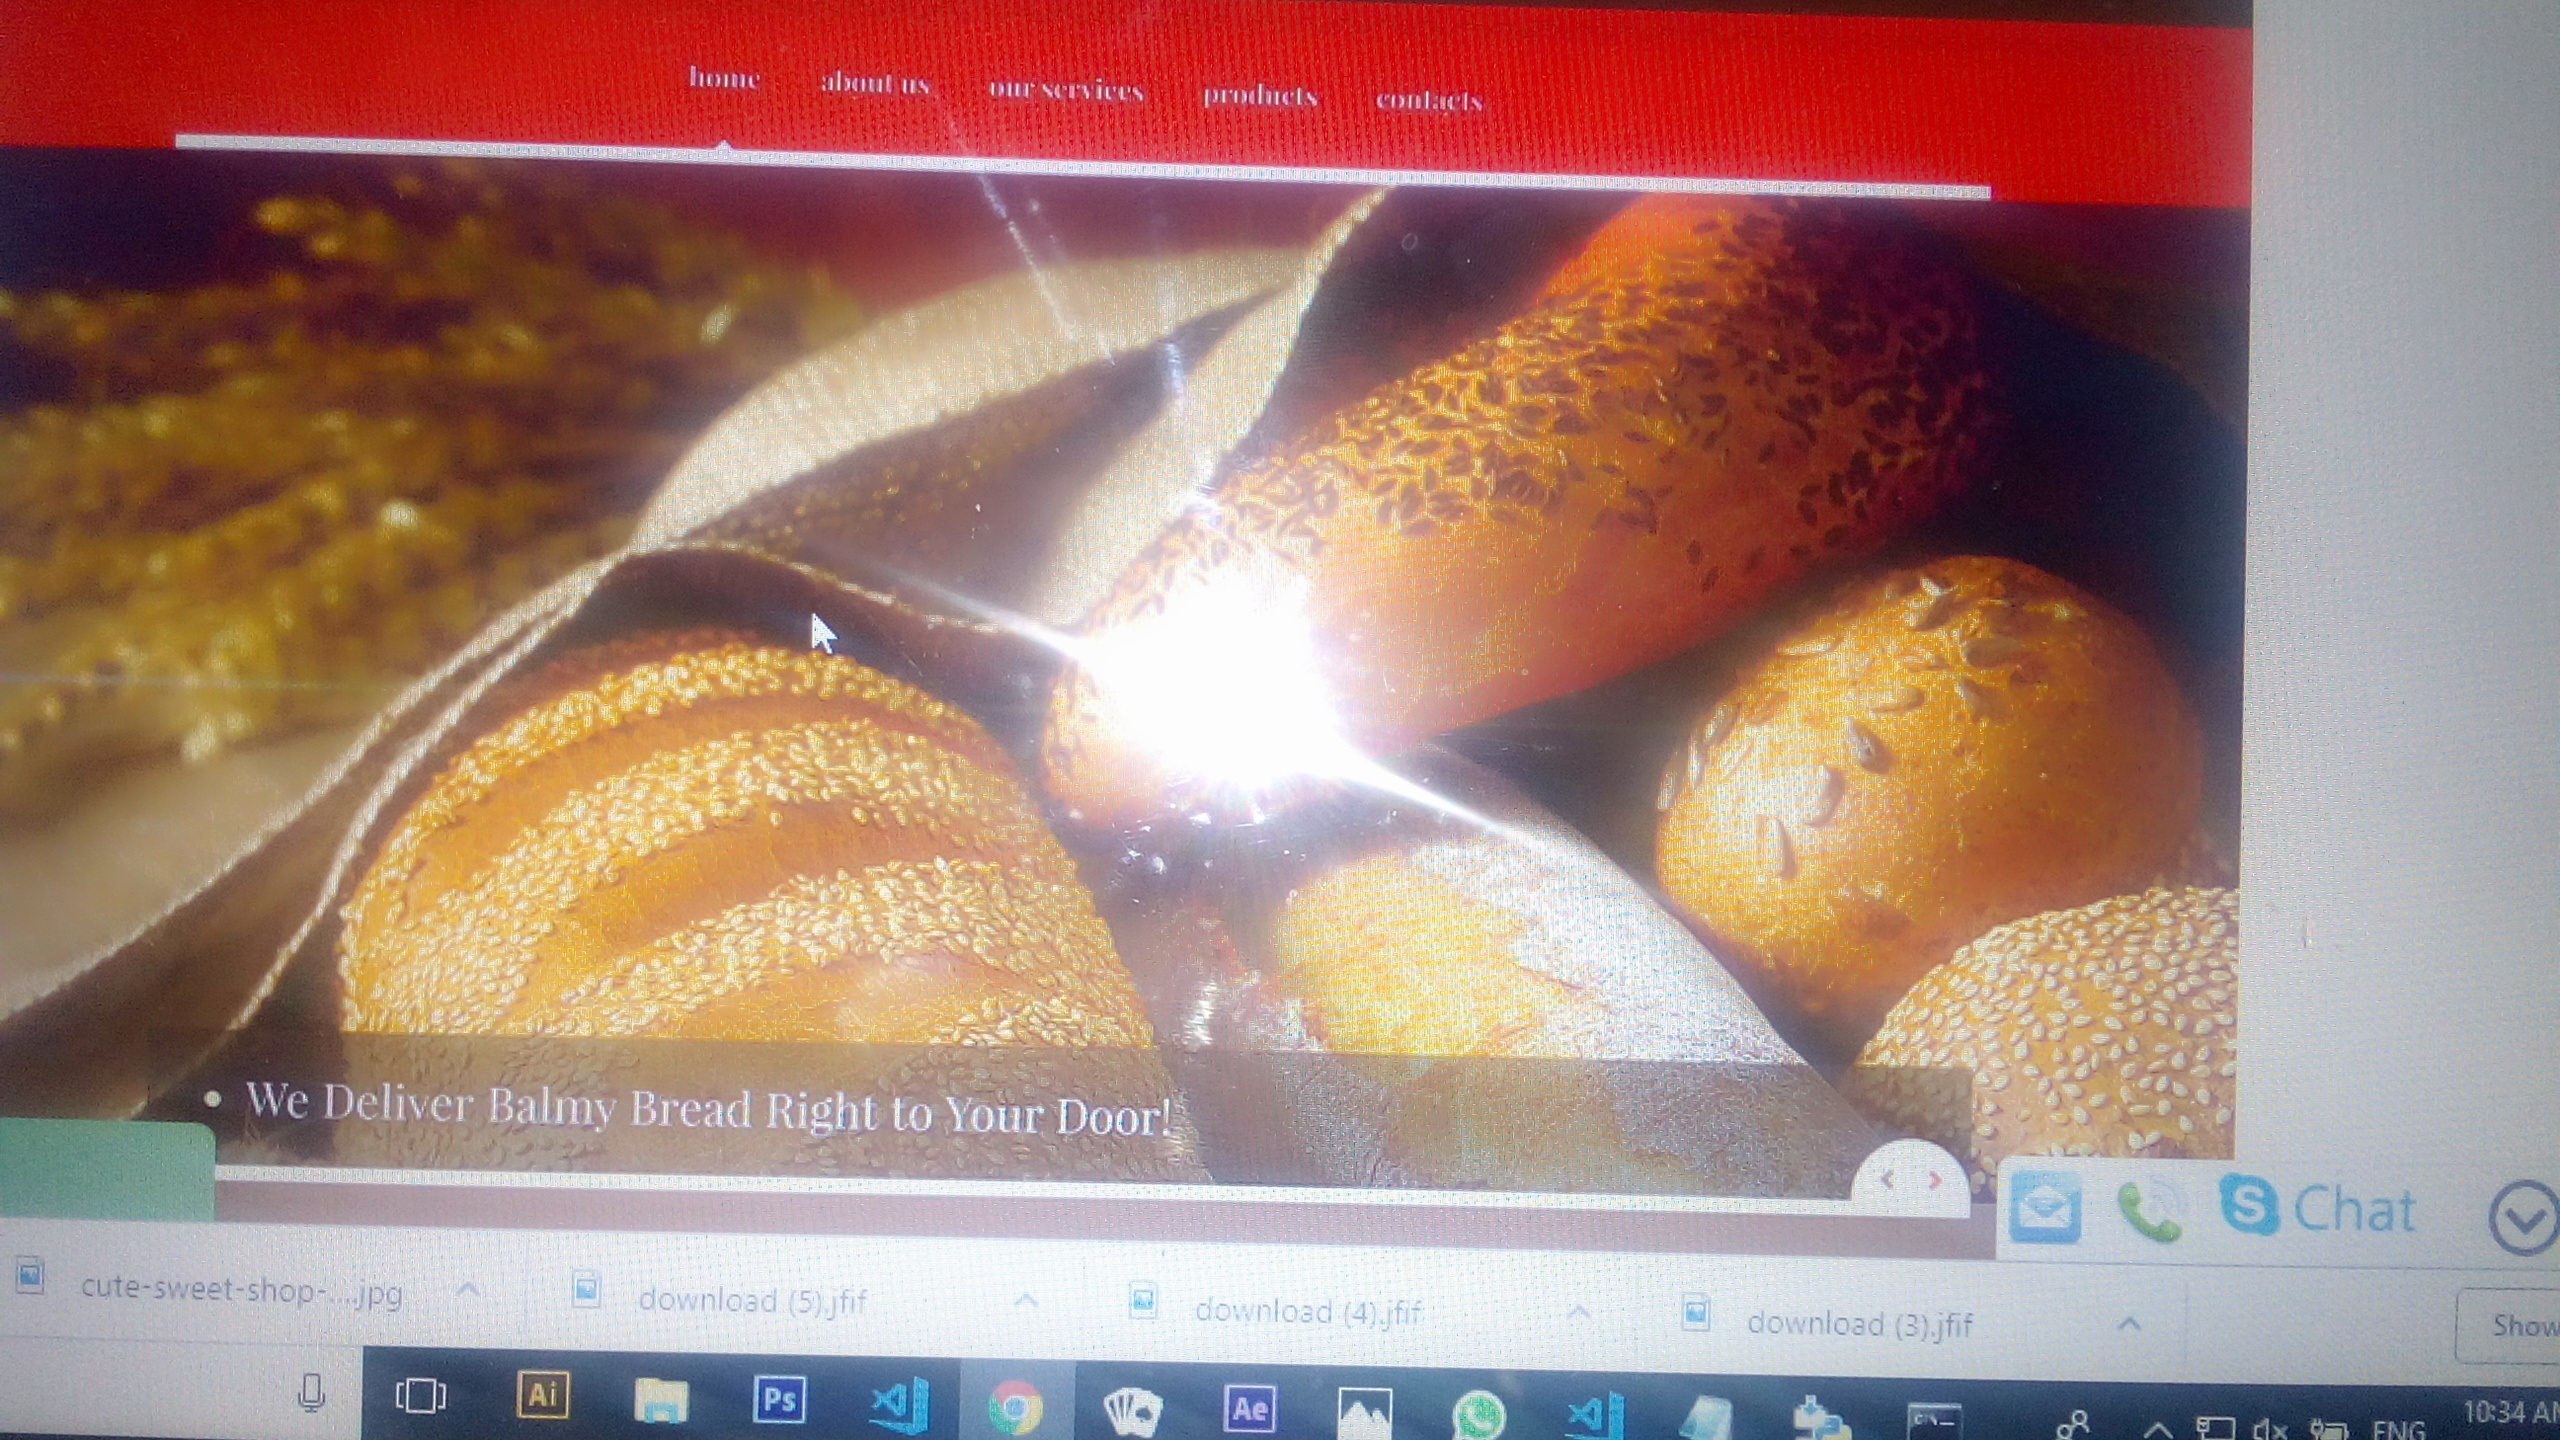 home about us our services products contacts
We Deliver Balmy Bread Right to Your Door!
Chat
cute-sweet-shop-....jpg download (5).jfif download (4).jfif download (3).jfif Show
Ai Ps Ae ENG 10:34 AM